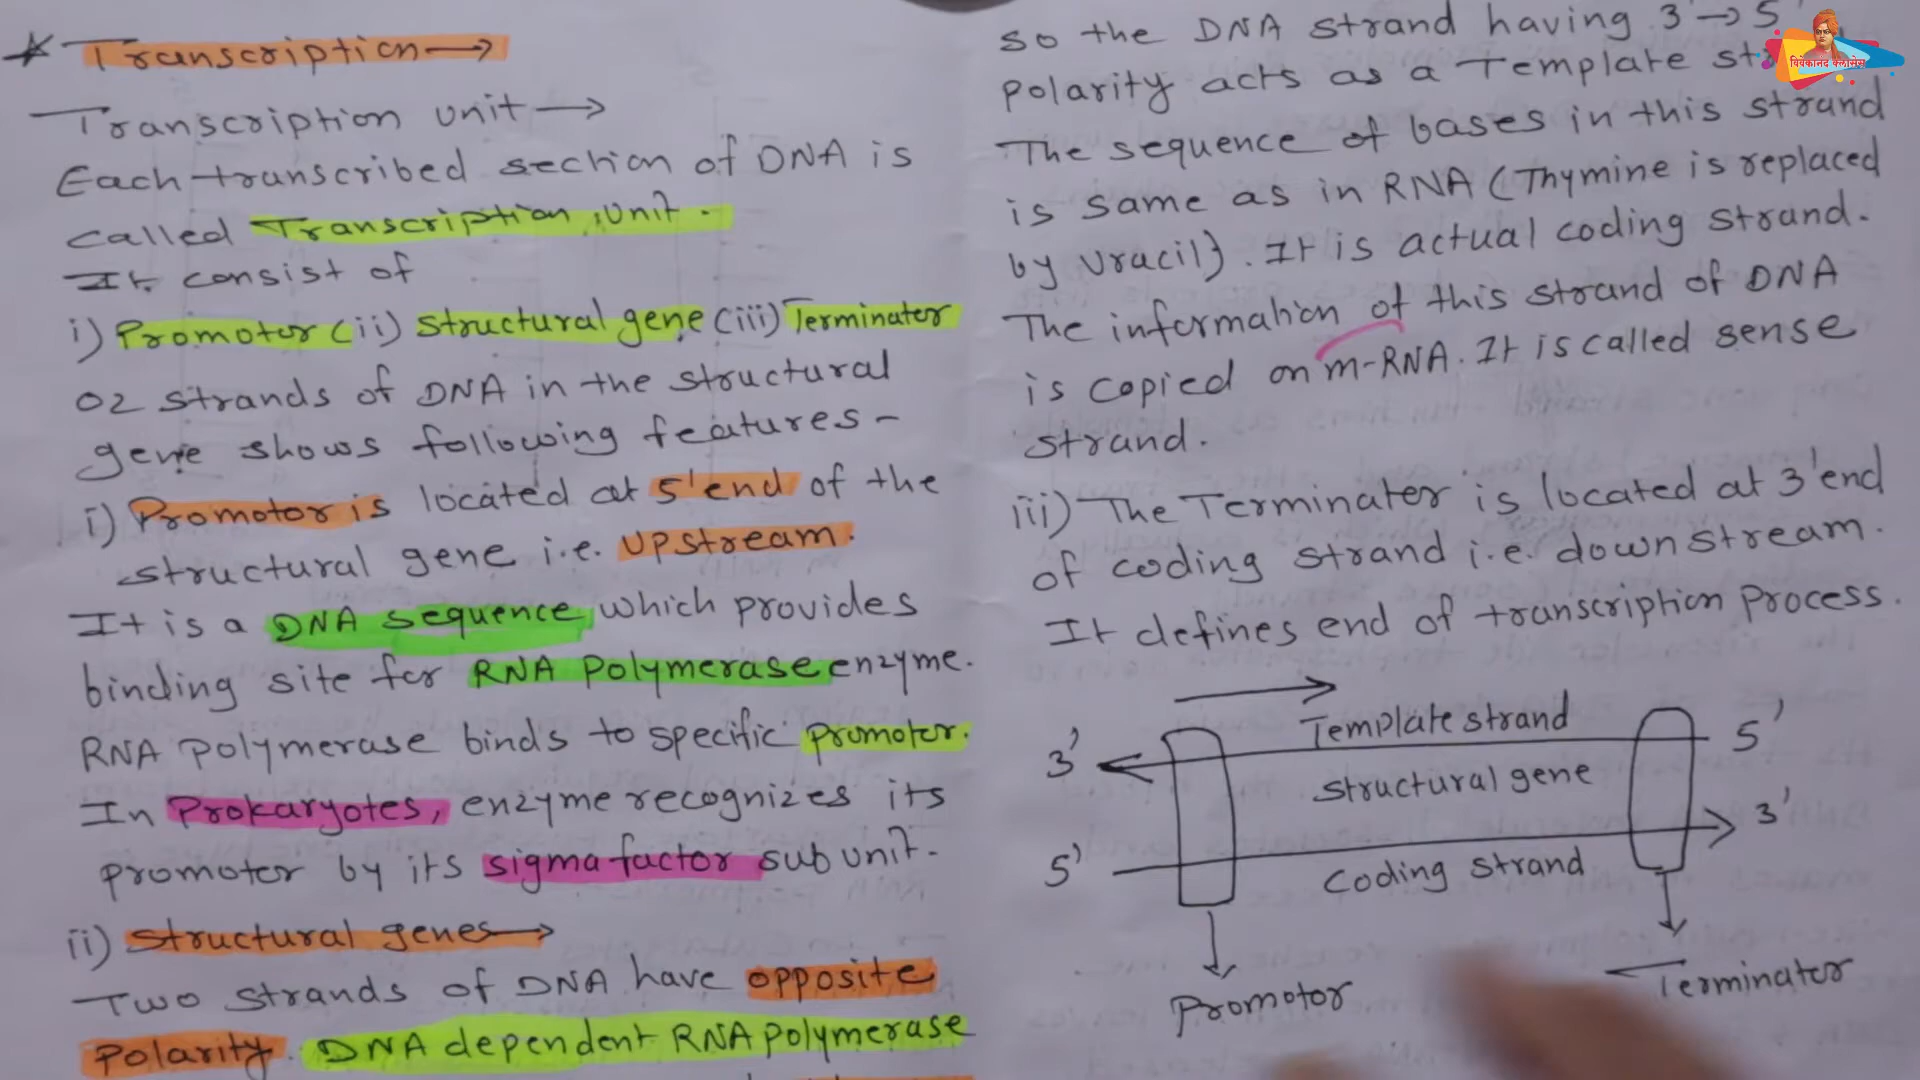 Transcription →
Transcription unit →
Each transcribed section of DNA is
called Transcription unit.
It consist of
i) Promotor (ii) structural gene (iii) Terminator
02 strands of DNA in the structural
gene shows following features -
i) Promotor is located at 5' end of the
structural gene i.e. upstream.
It is a DNA sequence which provides
binding site for RNA polymerase enzyme.
RNA polymerase binds to specific promoter.
In Prokaryotes, enzyme recognizes its
promoter by its sigma factor sub unit.
ii) Structural genes →
Two strands of DNA have opposite
polarity. DNA dependent RNA polymerase
so the DNA strand having 3 → 5
polarity acts as a Template
The sequence of bases in this strand
is same as in RNA (Thymine is replaced
by Uracil). It is actual coding strand.
The information of this strand of DNA
is copied on m-RNA. It is called sense
strand.
iii) The Terminater is located at 3' end
of coding strand i.e. downstream.
It defines end of transcription process.
Template strand
3' 5'
structural gene
3'
5'
Coding strand
Promotor
Terminator
विवेकानंद क्लासेस